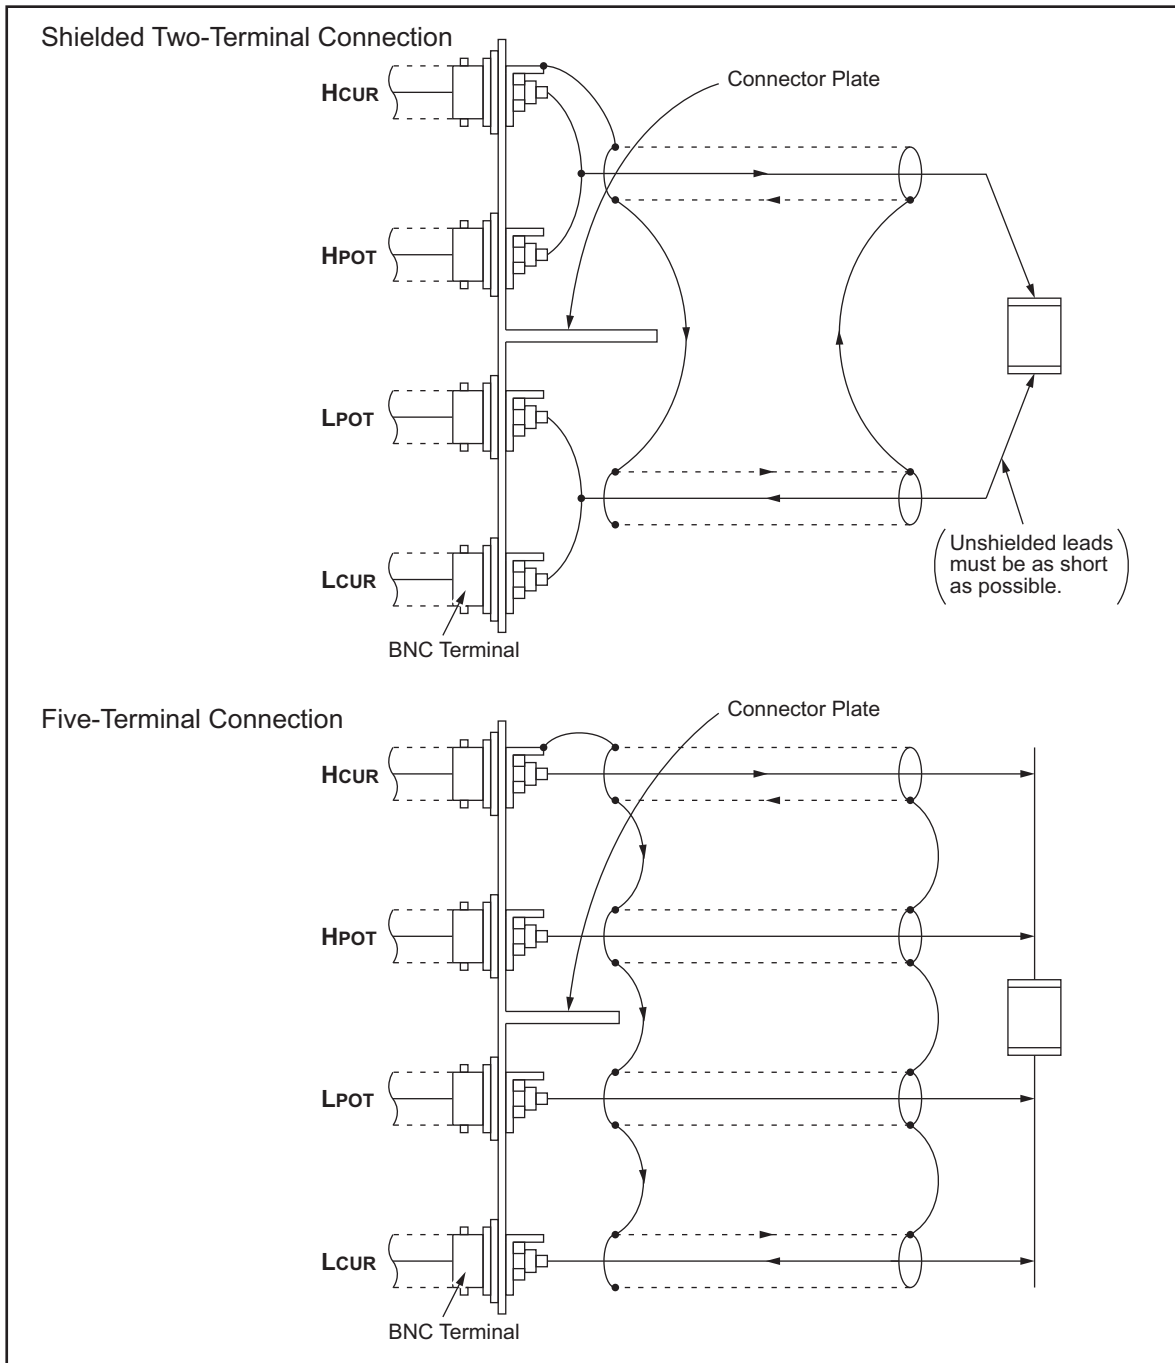 Shielded Two-Terminal Connection
HCUR
Connector Plate
HPOT
LPOT
LCUR
(Unshielded leads
must be as short
as possible.)
BNC Terminal
Five-Terminal Connection
Connector Plate
HCUR
HPOT
LPOT
LCUR
BNC Terminal